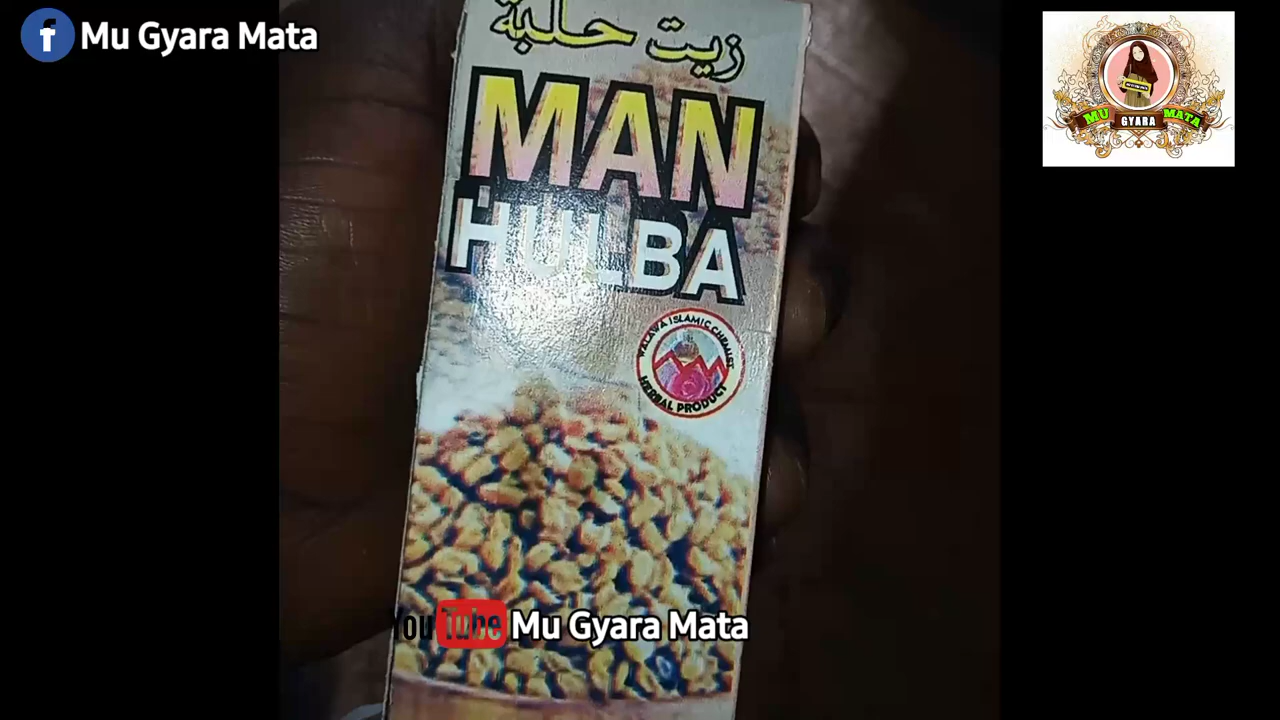 Mu Gyara Mata
زيت حلبة
MAN
HULBA
WALAWA ISLAMIC CHEMIST
HERBAL PRODUCT
YouTube Mu Gyara Mata
MU GYARA MATA